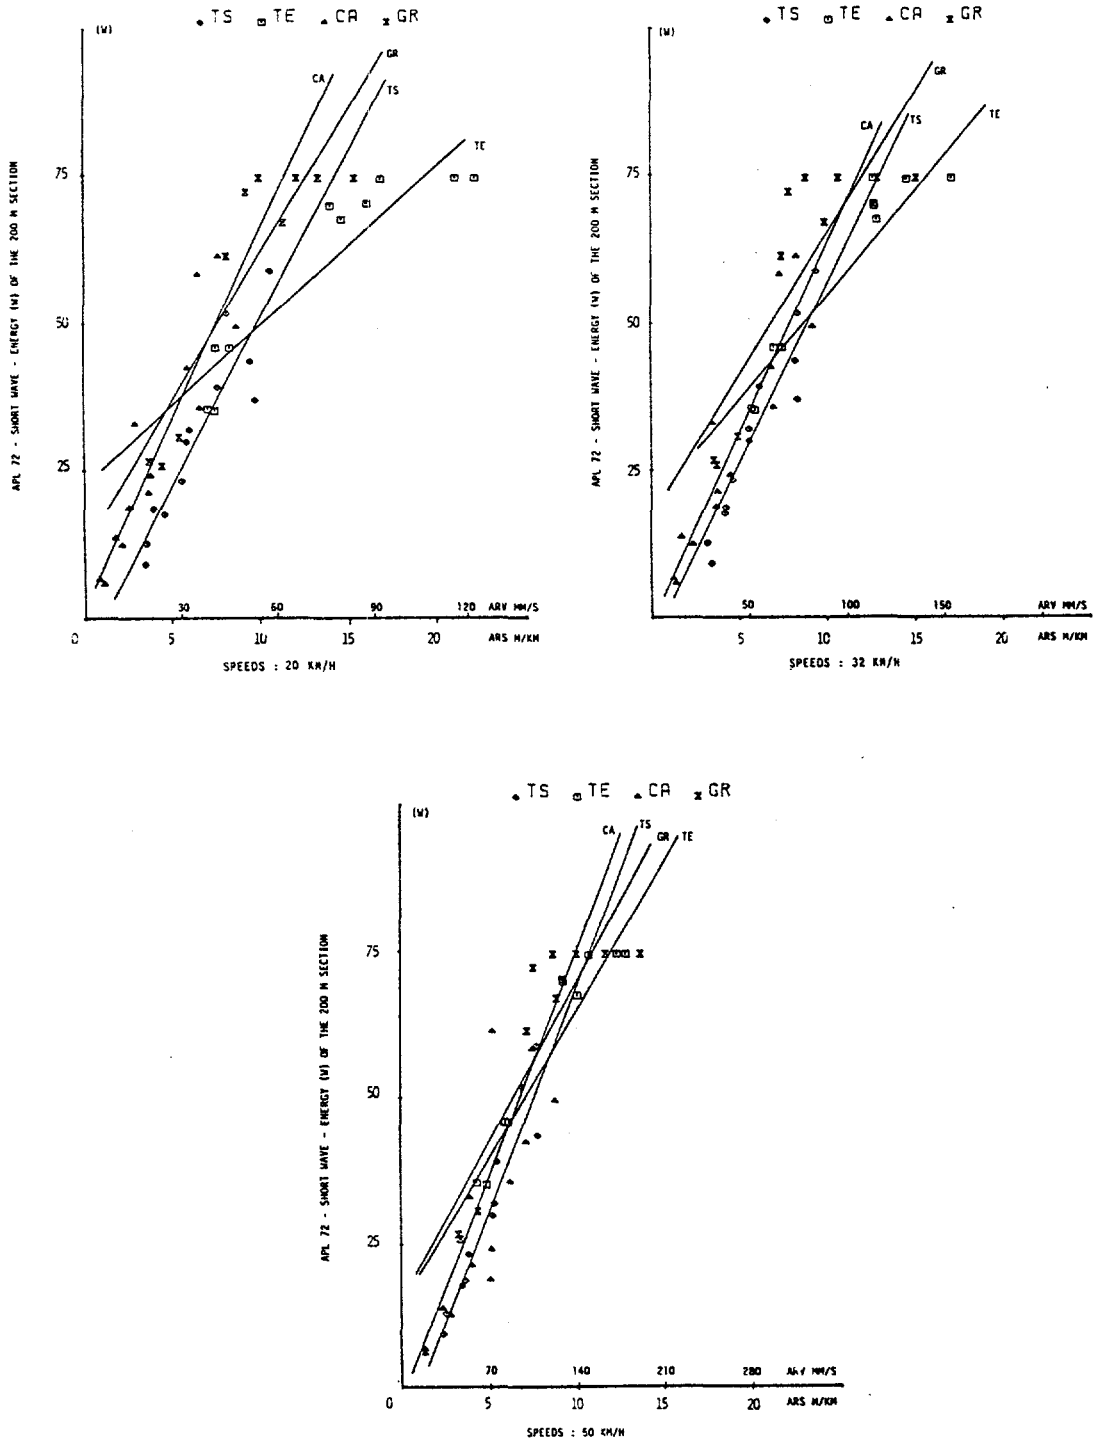 TS TE CA GR
(W)
CA
GR
TS
TE
APL 72 - SHORT WAVE - ENERGY (W) OF THE 200 M SECTION
75
50
25
30 60 90 120 ARV MM/S
0 5 10 15 20 ARS M/KM
SPEEDS : 20 KM/H
TS TE CA GR
(W)
GR
CA
TS
TE
APL 72 - SHORT WAVE - ENERGY (W) OF THE 200 M SECTION
75
50
25
50 100 150 ARV MM/S
5 10 15 20 ARS M/KM
SPEEDS : 32 KM/H
TS TE CA GR
(W)
CA TS GR TE
APL 72 - SHORT WAVE - ENERGY (W) OF THE 200 M SECTION
75
50
25
70 140 210 280 ARV MM/S
0 5 10 15 20 ARS M/KM
SPEEDS : 50 KM/H